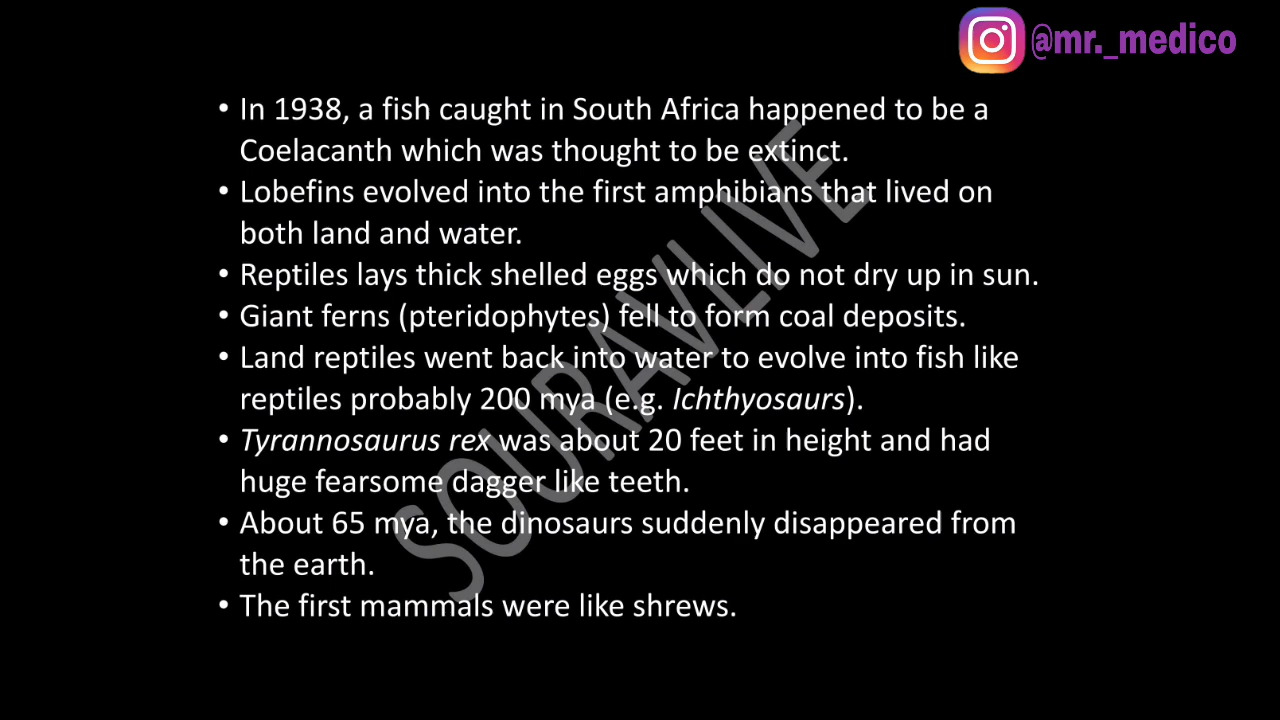 @mr._medico
• In 1938, a fish caught in South Africa happened to be a
Coelacanth which was thought to be extinct.
• Lobefins evolved into the first amphibians that lived on
both land and water.
• Reptiles lays thick shelled eggs which do not dry up in sun.
• Giant ferns (pteridophytes) fell to form coal deposits.
• Land reptiles went back into water to evolve into fish like
reptiles probably 200 mya (e.g. Ichthyosaurs).
• Tyrannosaurus rex was about 20 feet in height and had
huge fearsome dagger like teeth.
• About 65 mya, the dinosaurs suddenly disappeared from
the earth.
• The first mammals were like shrews.
SOURAVLIVE